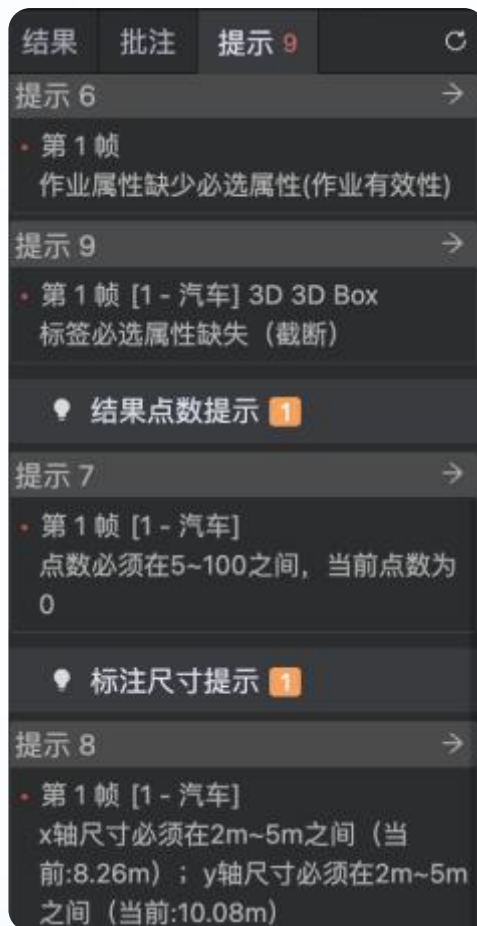 结果 批注 提示 9
提示 6
第 1 帧
作业属性缺少必选属性(作业有效性)
提示 9
第 1 帧 [1 - 汽车] 3D 3D Box
标签必选属性缺失（截断）
结果点数提示 1
提示 7
第 1 帧 [1 - 汽车]
点数必须在5~100之间，当前点数为
0
标注尺寸提示 1
提示 8
第 1 帧 [1 - 汽车]
x轴尺寸必须在2m~5m之间（当
前:8.26m）；y轴尺寸必须在2m~5m
之间（当前:10.08m）